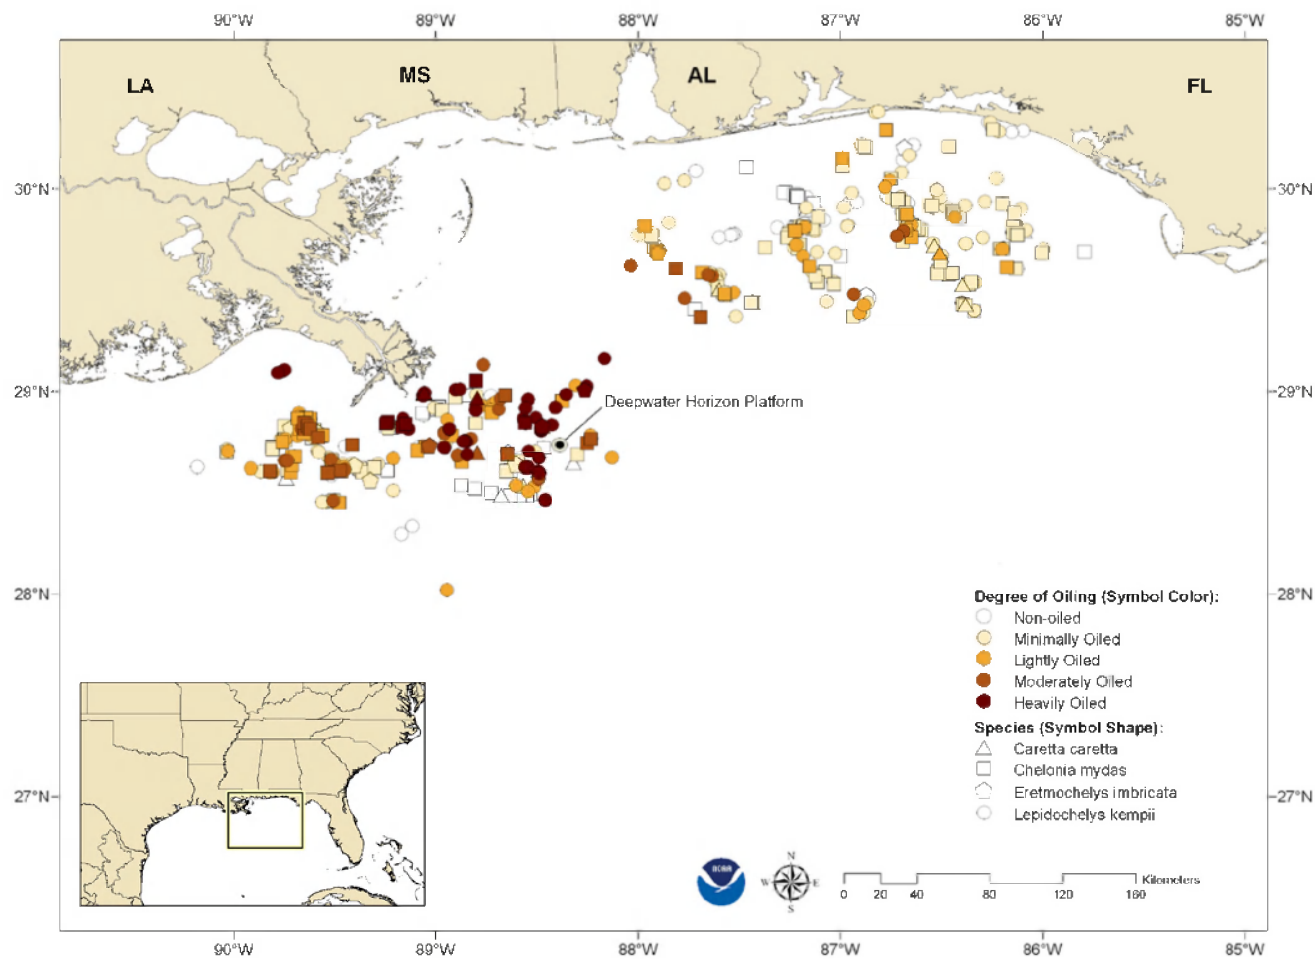 90°W 89°W 88°W 87°W 86°W 85°W
LA MS AL FL
30°N 30°N
29°N 29°N
Deepwater Horizon Platform
28°N 28°N
Degree of Oiling (Symbol Color):
Non-oiled
Minimally Oiled
Lightly Oiled
Moderately Oiled
Heavily Oiled
Species (Symbol Shape):
Caretta caretta
Chelonia mydas
Eretmochelys imbricata
Lepidochelys kempii
27°N 27°N
NOAA
N
W E
S
Kilometers
0 20 40 80 120 160
90°W 89°W 88°W 87°W 86°W 85°W